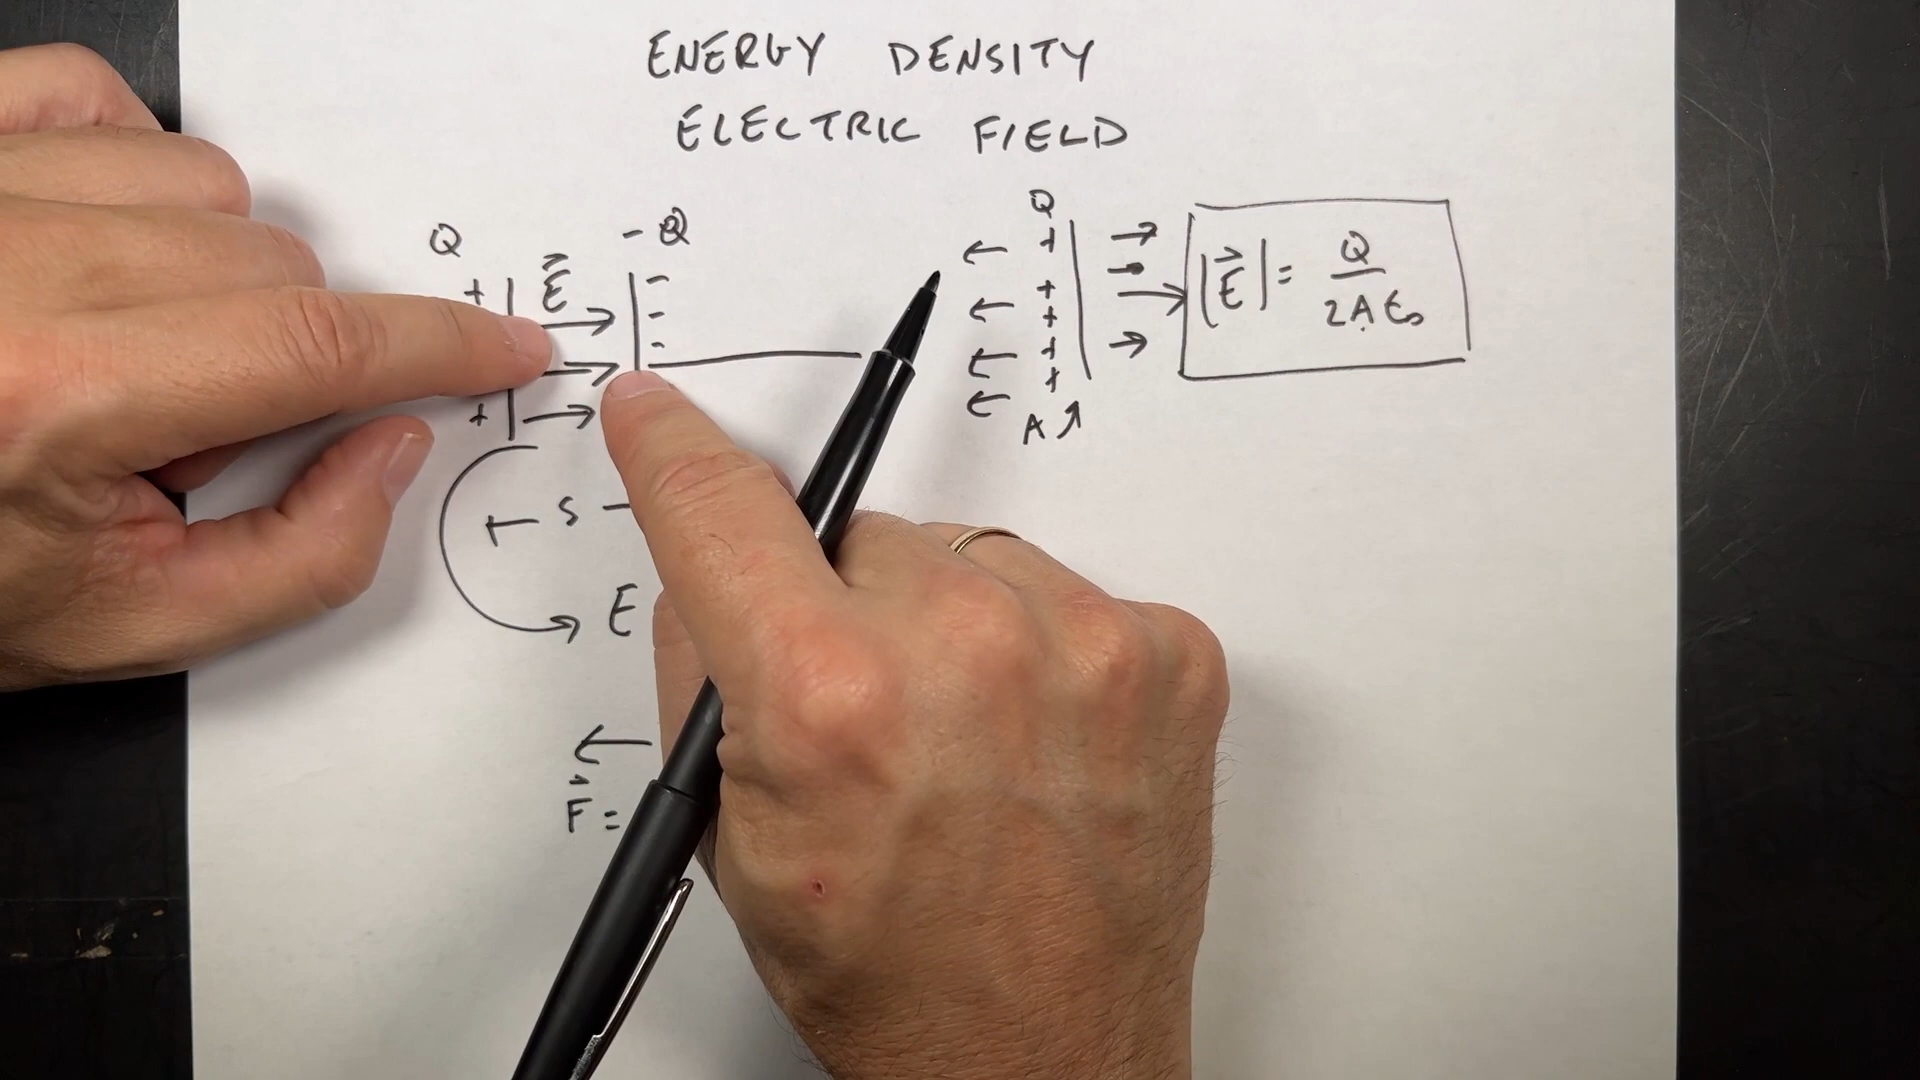 ENERGY DENSITY
ELECTRIC FIELD
Q
- Q
+ E⃗ -
-
-
+
s
E
F⃗ =
Q
+
+
+
+
+
A
|E⃗| = Q / 2Aε₀